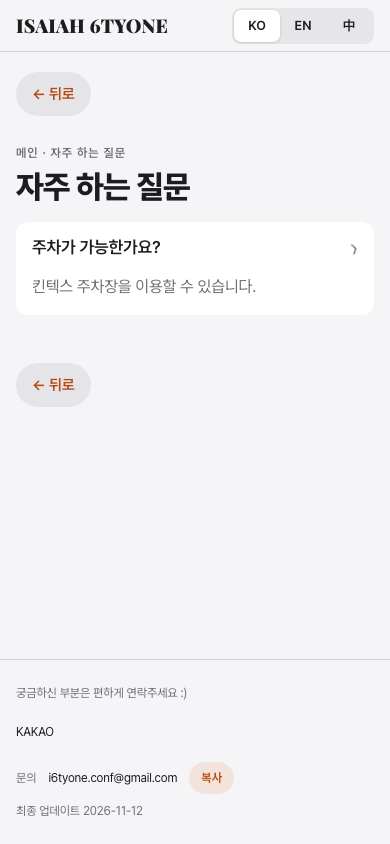 ISAIAH 6TYONE
KO EN 中
← 뒤로
메인 · 자주 하는 질문
자주 하는 질문
주차가 가능한가요?
킨텍스 주차장을 이용할 수 있습니다.
← 뒤로
궁금하신 부분은 편하게 연락주세요 :)
KAKAO
문의 i6tyone.conf@gmail.com 복사
최종 업데이트 2026-11-12